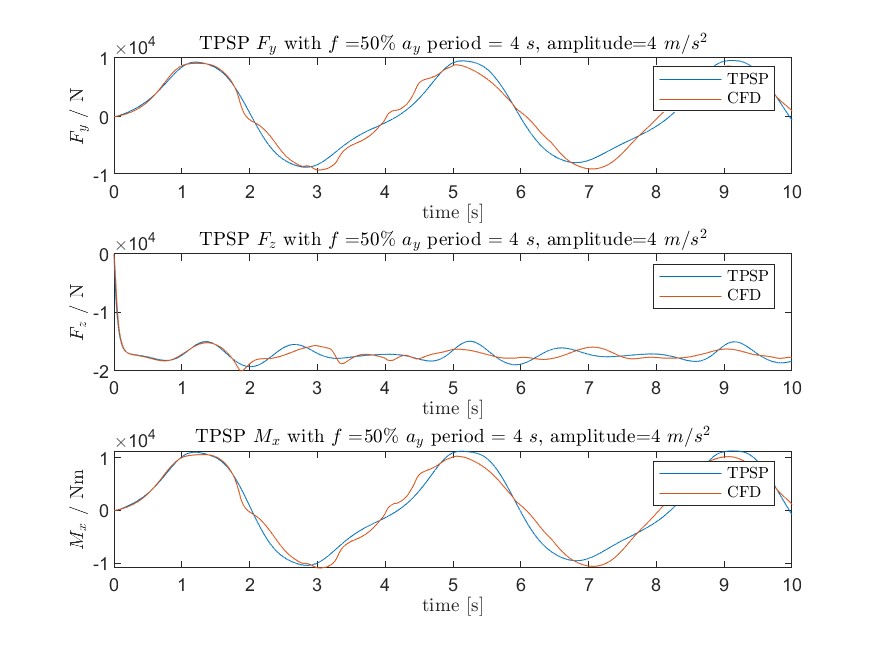 TPSP F_y with f =50% a_y period = 4 s, amplitude=4 m/s^2
×10^4
1
0
-1
F_y / N
TPSP
CFD
0 1 2 3 4 5 6 7 8 9 10
time [s]
TPSP F_z with f =50% a_y period = 4 s, amplitude=4 m/s^2
×10^4
0
-1
-2
F_z / N
TPSP
CFD
0 1 2 3 4 5 6 7 8 9 10
time [s]
TPSP M_x with f =50% a_y period = 4 s, amplitude=4 m/s^2
×10^4
1
0
-1
M_x / Nm
TPSP
CFD
0 1 2 3 4 5 6 7 8 9 10
time [s]